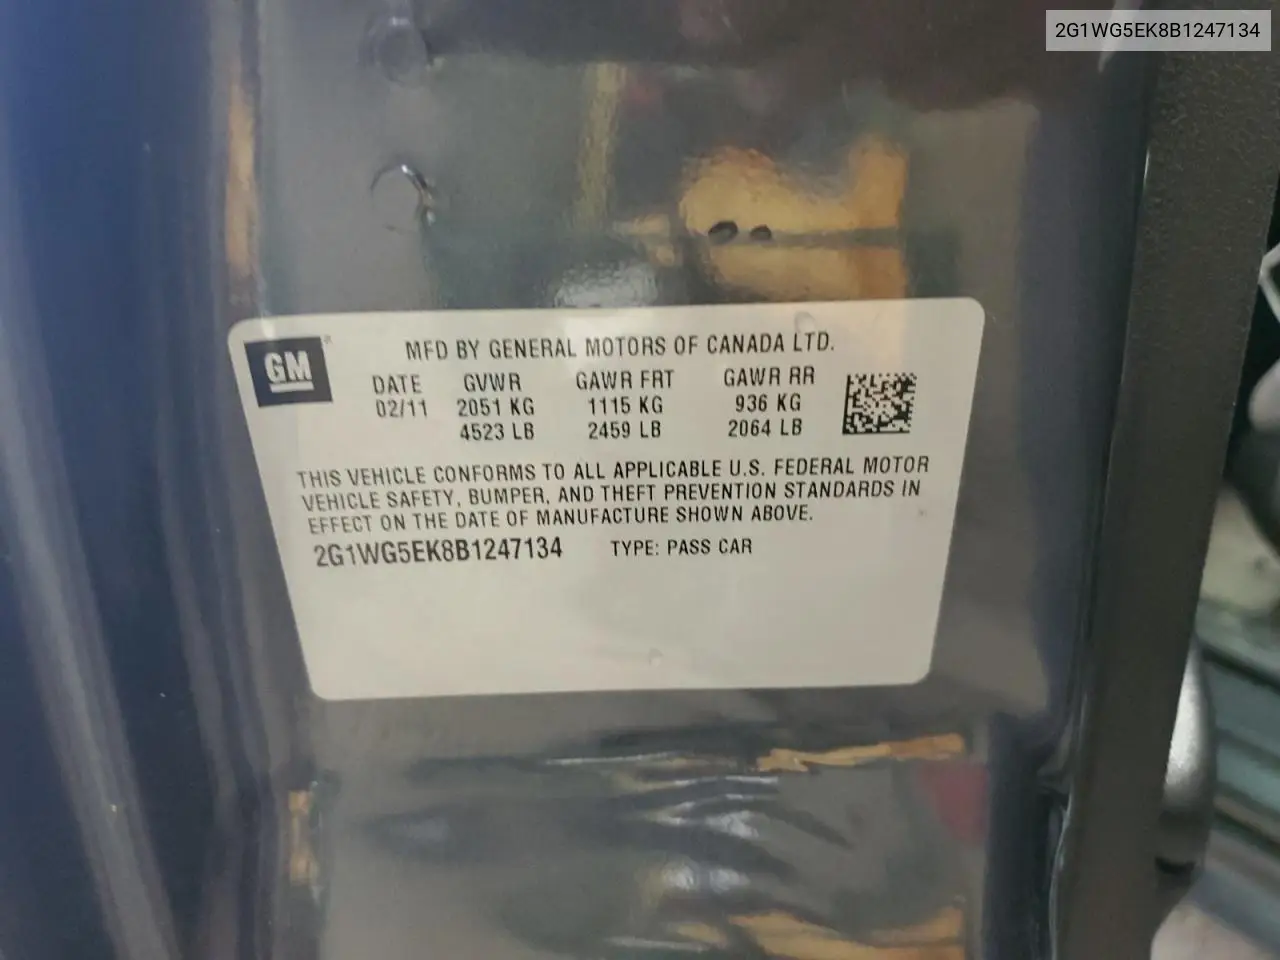 2G1WG5EK8B1247134
GM
MFD BY GENERAL MOTORS OF CANADA LTD.
DATE GVWR GAWR FRT GAWR RR
02/11 2051 KG 1115 KG 936 KG
4523 LB 2459 LB 2064 LB
THIS VEHICLE CONFORMS TO ALL APPLICABLE U.S. FEDERAL MOTOR
VEHICLE SAFETY, BUMPER, AND THEFT PREVENTION STANDARDS IN
EFFECT ON THE DATE OF MANUFACTURE SHOWN ABOVE.
2G1WG5EK8B1247134 TYPE: PASS CAR